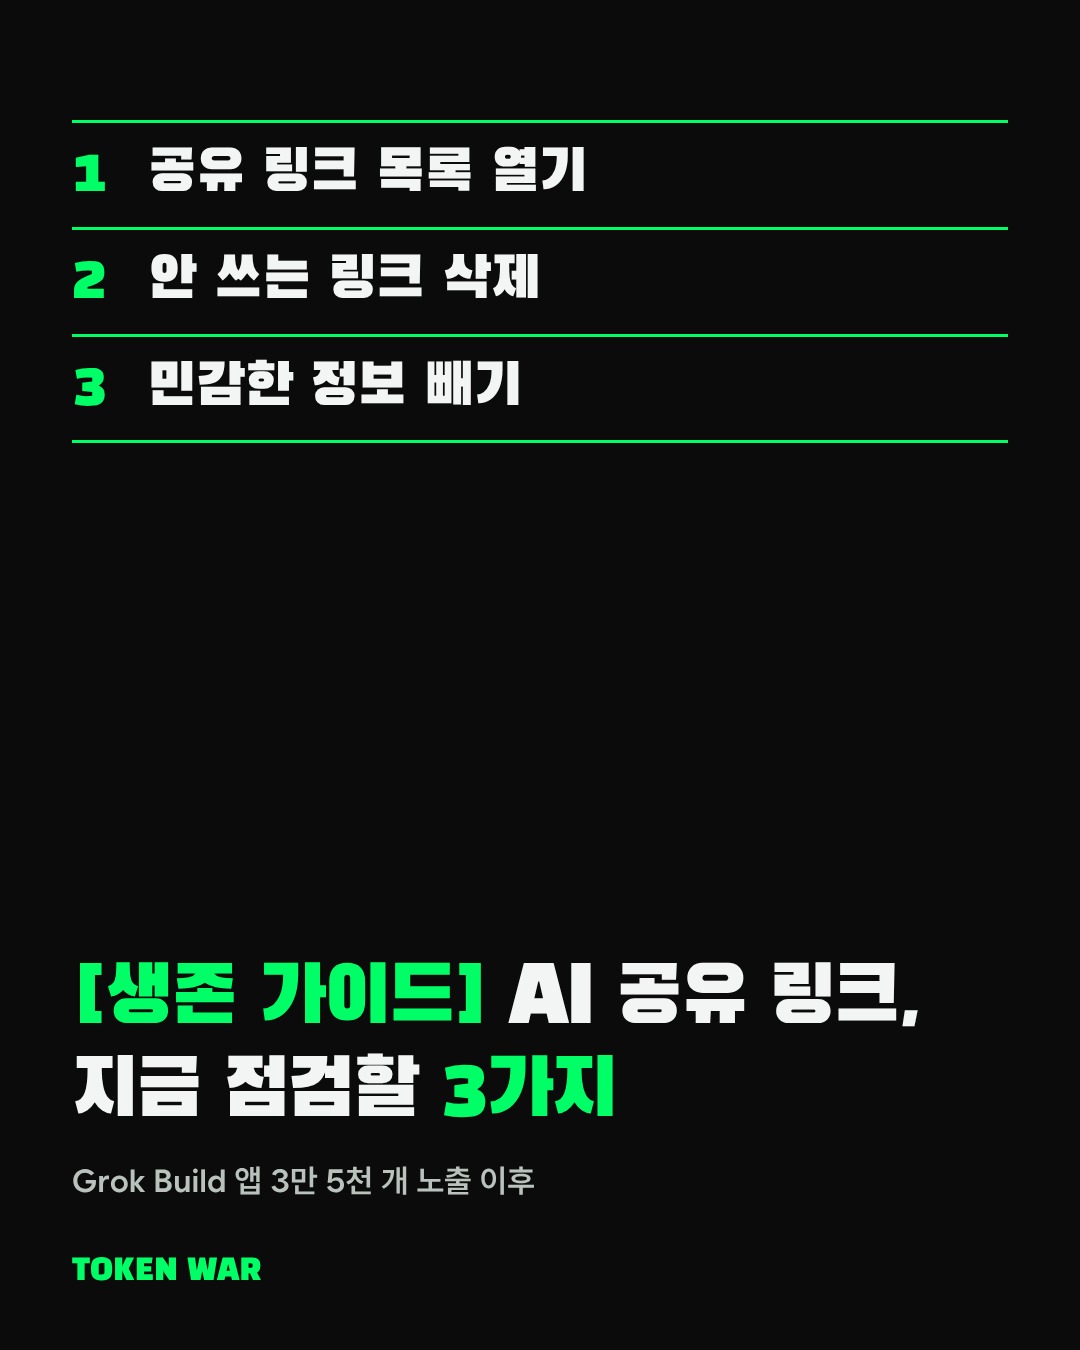 1 공유 링크 목록 열기
2 안 쓰는 링크 삭제
3 민감한 정보 빼기
[생존 가이드] AI 공유 링크,
지금 점검할 3가지
Grok Build 앱 3만 5천 개 노출 이후
TOKEN WAR